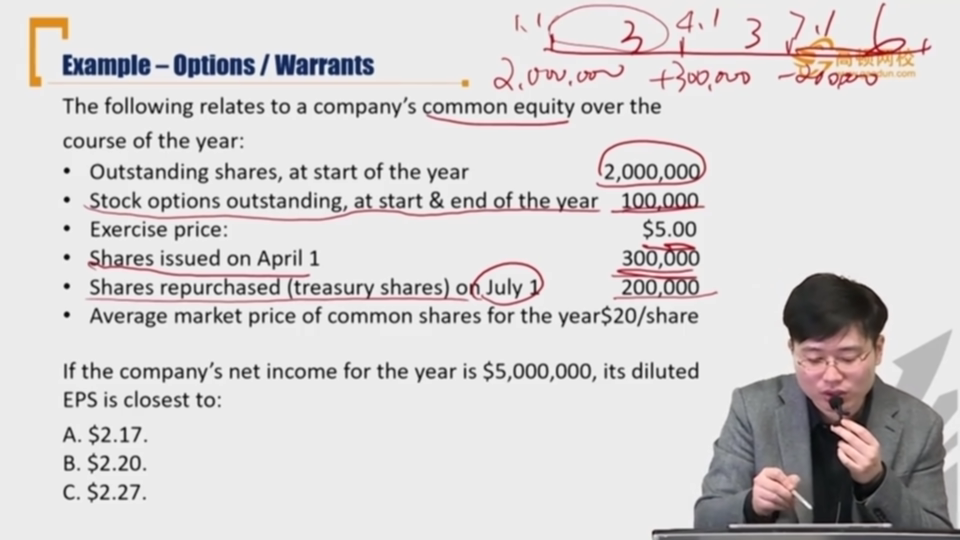 1.1 3 4.1 3 7.1 6
2,000,000 +300,000 -200,000
高顿网校
Example – Options / Warrants
The following relates to a company's common equity over the
course of the year:
• Outstanding shares, at start of the year 2,000,000
• Stock options outstanding, at start & end of the year 100,000
• Exercise price: $5.00
• Shares issued on April 1 300,000
• Shares repurchased (treasury shares) on July 1 200,000
• Average market price of common shares for the year$20/share
If the company's net income for the year is $5,000,000, its diluted
EPS is closest to:
A. $2.17.
B. $2.20.
C. $2.27.